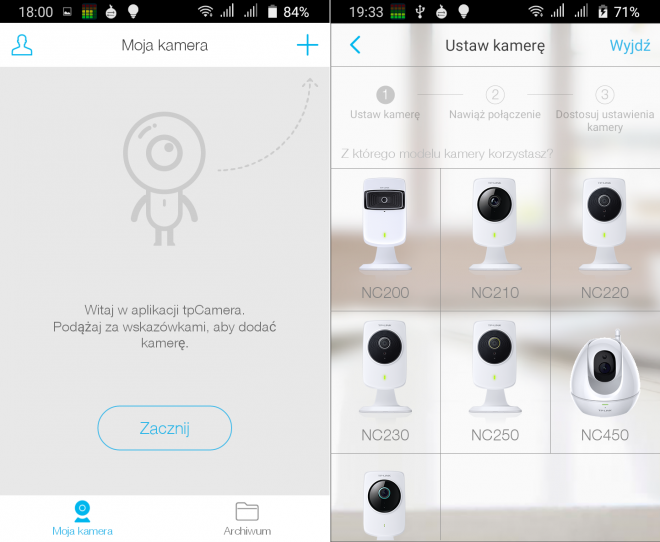 18:00
84%
Moja kamera
Witaj w aplikacji tpCamera.
Podążaj za wskazówkami, aby dodać
kamerę.
Zacznij
Moja kamera
Archiwum
19:33
71%
Ustaw kamerę
Wyjdź
1
2
3
Ustaw kamerę
Nawiąż połączenie
Dostosuj ustawienia
kamery
Z którego modelu kamery korzystasz?
NC200
NC210
NC220
NC230
NC250
NC450